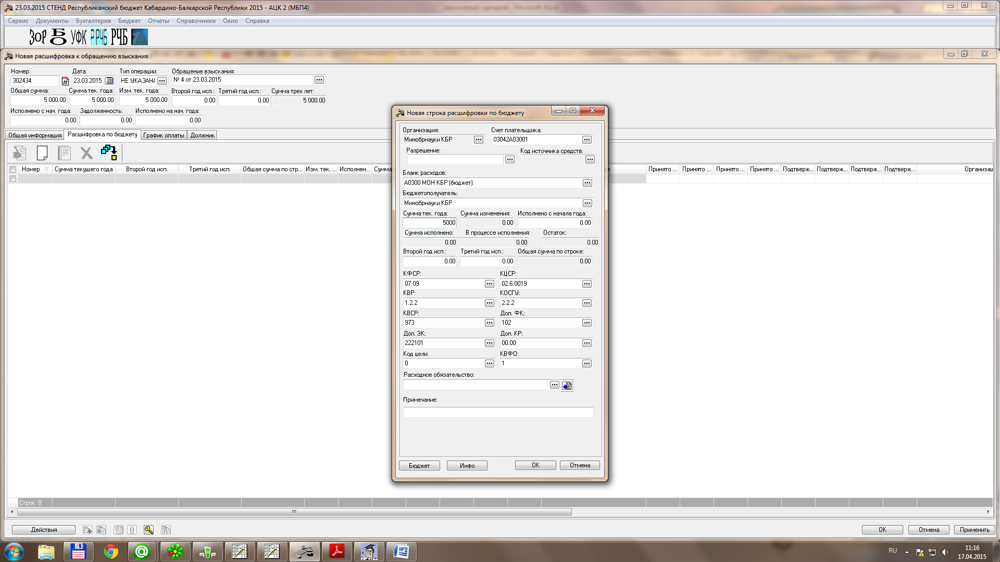 23.03.2015 СТЕНД Республиканский бюджет Кабардино-Балкарской Республики 2015 - АЦК 2 (МБП4)
Сервис Документы Бухгалтерия Бюджет Отчеты Справочники Окно Справка
ЗОР БО УФК РРЧБ РЧБ
Новая расшифровка к обращению взыскания
Номер: Дата: Тип операции: Обращение взыскания:
302434 23.03.2015 15 НЕ УКАЗАНА ... № 4 от 23.03.2015 ...
Общая сумма: Сумма тек. года: Изм. тек. года: Второй год исп.: Третий год исп.: Сумма трех лет:
5 000.00 5 000.00 5 000.00 0.00 0.00 5 000.00
Исполнено с нач. года: Задолженность: Исполнено на нач. года:
0.00 0.00 0.00
Общая информация Расшифровка по бюджету График оплаты Должник
Номер Сумма текущего года Второй год исп. Третий год исп. Общая сумма по стр... Изм. тек. ... Исполнен... Сумма Принято ... Принято ... Принято ... Принято ... Подтверж... Подтверж... Подтверж... Подтверж... Организац
Новая строка расшифровки по бюджету
Организация: Счет плательщика:
Минобрнауки КБР ... 03042А03001 ...
Разрешение: Код источника средств:
... ...
Бланк расходов:
А0300 МОН КБР (бюджет) ...
Бюджетополучатель:
Минобрнауки КБР ...
Сумма тек. года: Сумма изменения: Исполнено с начала года:
5000 0.00 0.00
Сумма исполнено: В процессе исполнения: Остаток:
0.00 0.00 0.00
Второй год исп.: Третий год исп.: Общая сумма по строке:
0.00 0.00 0.00
КФСР: КЦСР:
07.09 ... 02.6.0019 ...
КВР: КОСГУ:
1.2.2 ... 2.2.2 ...
КВСР: Доп. ФК:
973 ... 102 ...
Доп. ЭК: Доп. КР:
222101 ... 00.00 ...
Код цели: КВФО:
0 ... 1 ...
Расходное обязательство:
...
Примечание:
Бюджет Инфо ОК Отмена
Строк: 0
Действия ОК Отмена Применить
RU 11:16
17.04.2015